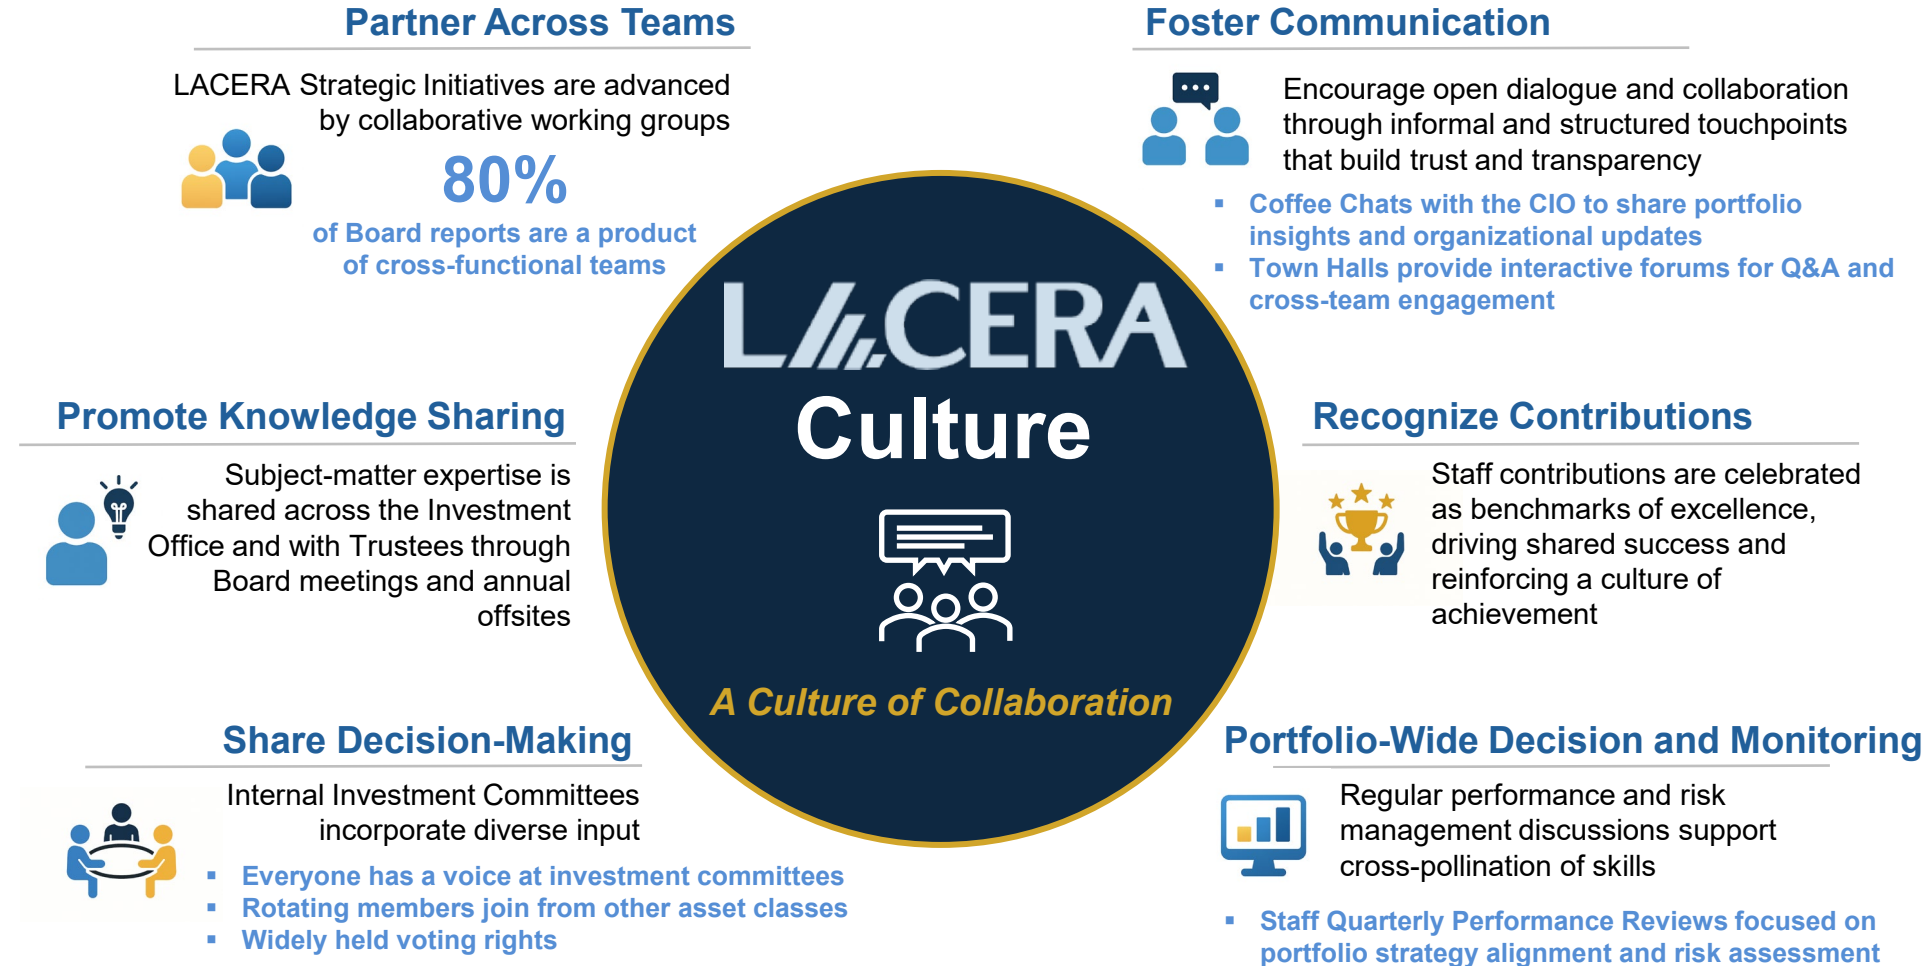 Partner Across Teams
LACERA Strategic Initiatives are advanced
by collaborative working groups
80%
of Board reports are a product
of cross-functional teams
Foster Communication
Encourage open dialogue and collaboration
through informal and structured touchpoints
that build trust and transparency
▪ Coffee Chats with the CIO to share portfolio
insights and organizational updates
▪ Town Halls provide interactive forums for Q&A and
cross-team engagement
LACERA
Culture
A Culture of Collaboration
Promote Knowledge Sharing
Subject-matter expertise is
shared across the Investment
Office and with Trustees through
Board meetings and annual
offsites
Recognize Contributions
Staff contributions are celebrated
as benchmarks of excellence,
driving shared success and
reinforcing a culture of
achievement
Share Decision-Making
Internal Investment Committees
incorporate diverse input
▪ Everyone has a voice at investment committees
▪ Rotating members join from other asset classes
▪ Widely held voting rights
Portfolio-Wide Decision and Monitoring
Regular performance and risk
management discussions support
cross-pollination of skills
▪ Staff Quarterly Performance Reviews focused on
portfolio strategy alignment and risk assessment